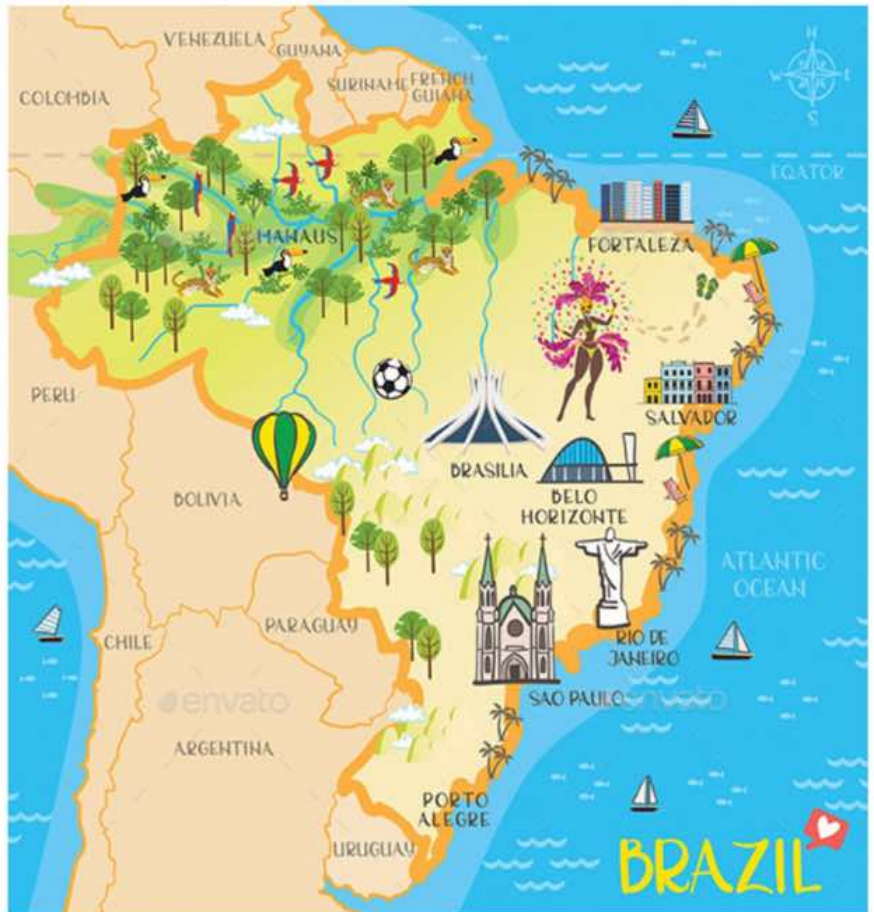 VENEZUELA
GUYANA
SURINAME
FRENCH
GUIANA
COLOMBIA
N
W E
S
EQATOR
MANAUS
FORTALEZA
PERU
SALVADOR
BRASILIA
BELO
HORIZONTE
BOLIVIA
ATLANTIC
OCEAN
PARAGUAY
CHILE
RIO DE
JANEIRO
SAO PAULO
envato
envato
ARGENTINA
PORTO
ALEGRE
URUGUAY
BRAZIL